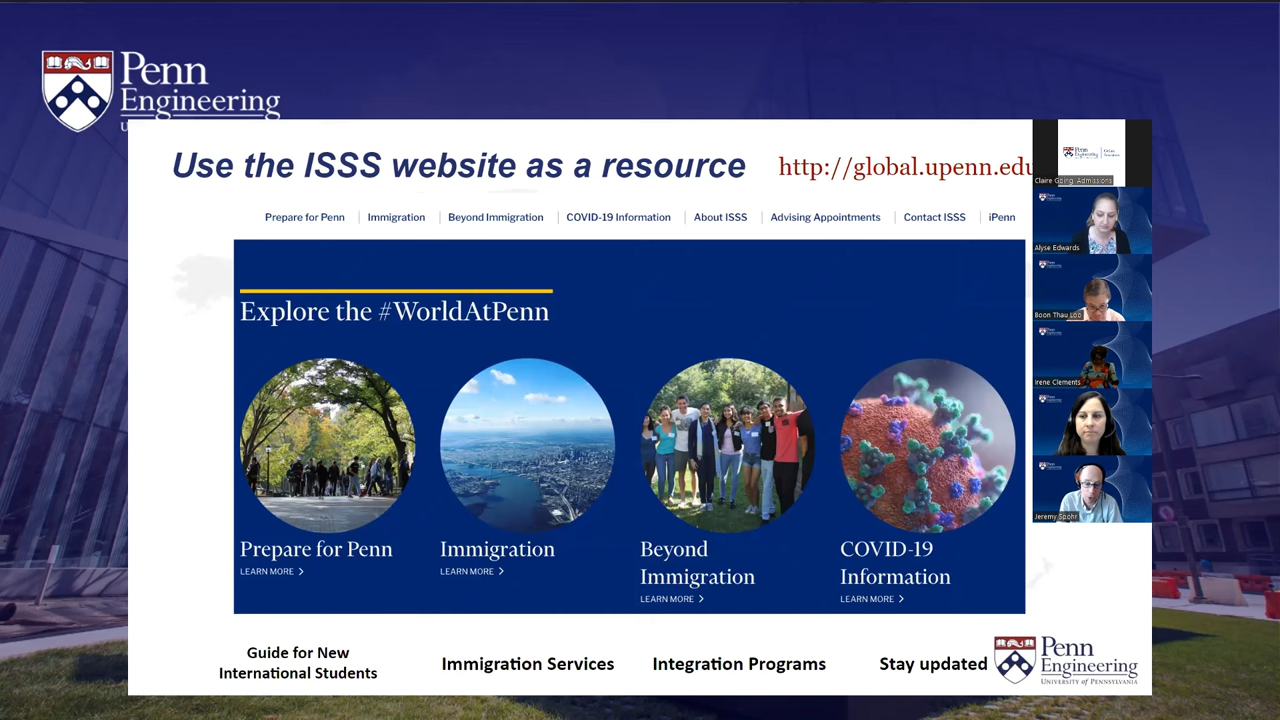 Penn
Engineering
U
Use the ISSS website as a resource
http://global.upenn.edu
Prepare for Penn
Immigration
Beyond Immigration
COVID-19 Information
About ISSS
Advising Appointments
Contact ISSS
iPenn
Explore the #WorldAtPenn
Prepare for Penn
LEARN MORE
Immigration
LEARN MORE
Beyond
Immigration
LEARN MORE
COVID-19
Information
LEARN MORE
Guide for New
International Students
Immigration Services
Integration Programs
Stay updated
Penn
Engineering
UNIVERSITY OF PENNSYLVANIA
Penn
Engineering
Claire Going, Admissions
Alyse Edwards
Boon Thau Loo
Irene Clements
Jeremy Spohr